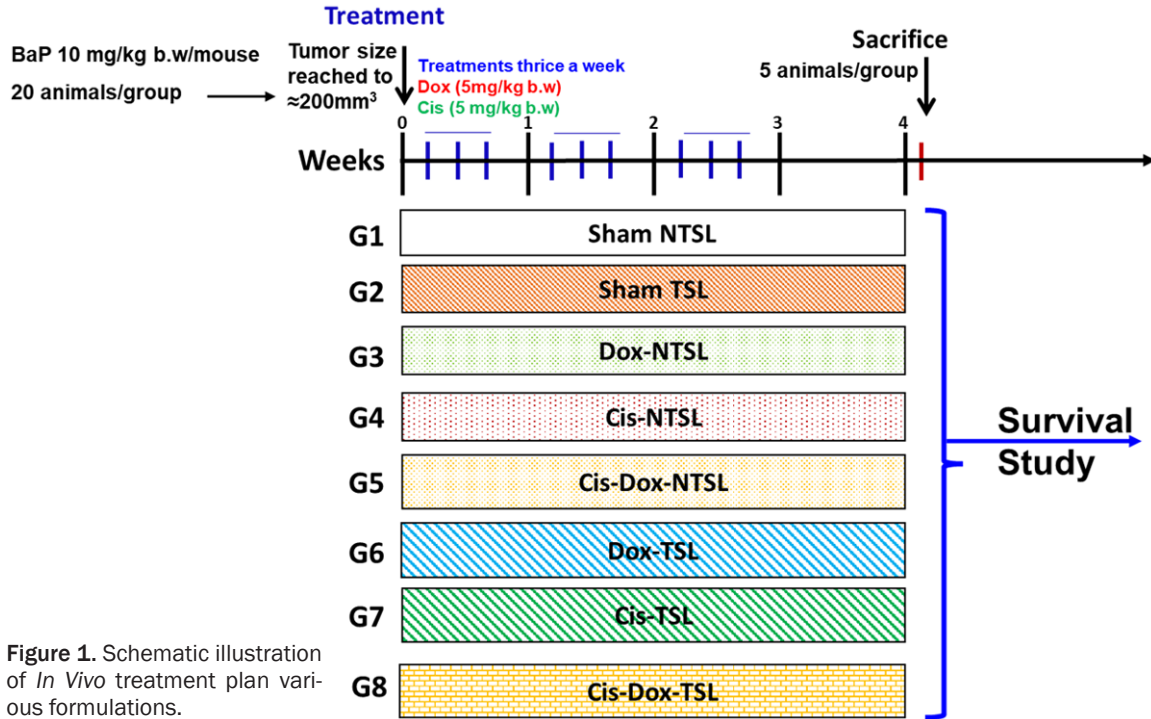 Treatment
BaP 10 mg/kg b.w/mouse
20 animals/group
Tumor size
reached to
≈200mm³
Treatments thrice a week
Dox (5mg/kg b.w)
Cis (5 mg/kg b.w)
Sacrifice
5 animals/group
0 1 2 3 4
Weeks
G1 Sham NTSL
G2 Sham TSL
G3 Dox-NTSL
G4 Cis-NTSL
G5 Cis-Dox-NTSL
G6 Dox-TSL
G7 Cis-TSL
G8 Cis-Dox-TSL
Survival
Study
Figure 1. Schematic illustration
of In Vivo treatment plan vari-
ous formulations.